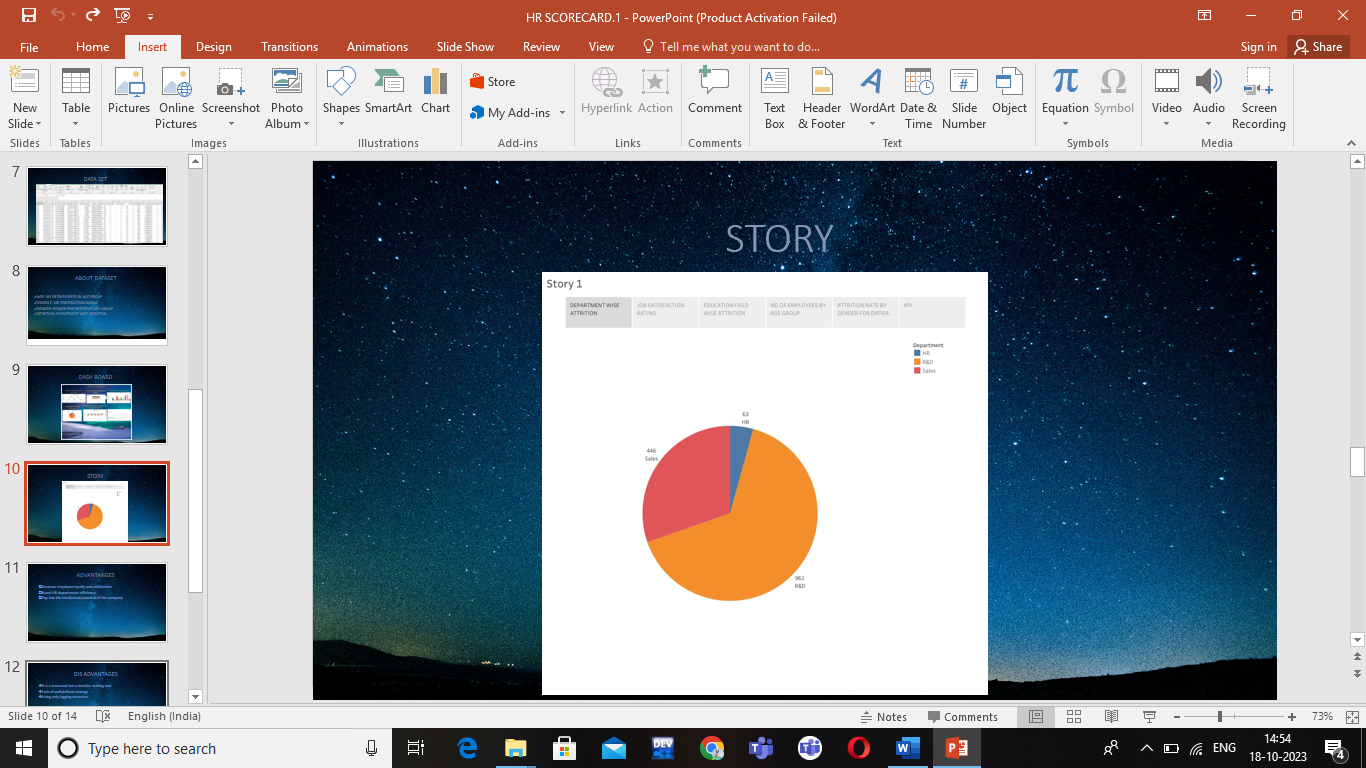 HR SCORECARD.1 - PowerPoint (Product Activation Failed)
File Home Insert Design Transitions Animations Slide Show Review View Tell me what you want to do... Sign in Share
New Slide
Table
Pictures
Online Pictures
Screenshot
Photo Album
Shapes
SmartArt
Chart
Store
My Add-ins
Hyperlink
Action
Comment
Text Box
Header & Footer
WordArt
Date & Time
Slide Number
Object
Equation
Symbol
Video
Audio
Screen Recording
Slides Tables Images Illustrations Add-ins Links Comments Text Symbols Media
7
DATA SET
8
ABOUT DATASET
9
DASH BOARD
10
STORY
11
ADVANTANGES
12
DIS ADVANTAGES
STORY
Story 1
DEPARTMENT WISE
ATTRITION
JOB SATISFACTION
RATING
EDUCATION FIELD
WISE ATTRITION
NO OF EMPLOYEES BY
AGE GROUP
ATTRITION RATE BY
GENDER FOR DIFFER..
KPI
Department
HR
R&D
Sales
63
HR
446
Sales
961
R&D
Slide 10 of 14 English (India) Notes Comments 73%
Type here to search
DEV
ENG
14:54
18-10-2023
4